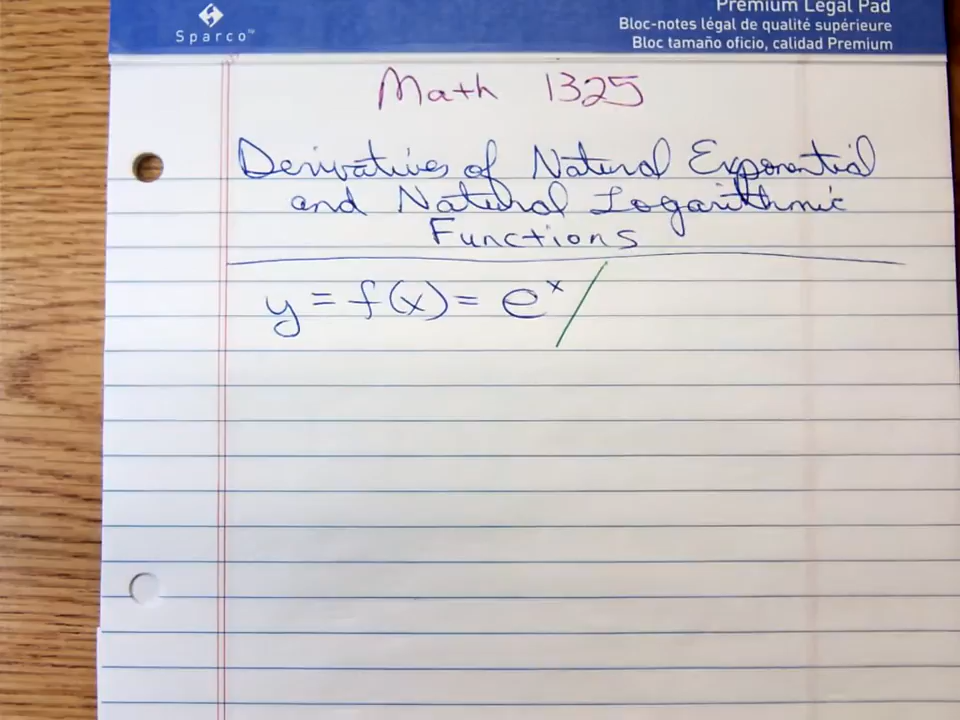 Premium Legal Pad
Sparco™
Bloc-notes légal de qualité supérieure
Bloc tamaño oficio, calidad Premium
Math 1325
Derivatives of Natural Exponential
and Natural Logarithmic
Functions
y = f(x) = e^x /